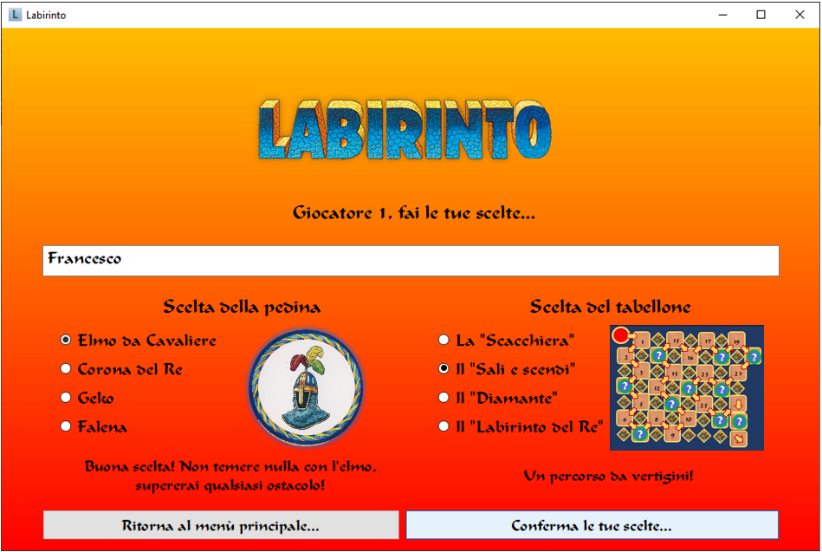 Labirinto
LABIRINTO
Giocatore 1, fai le tue scelte...
Francesco
Scelta della pedina
Elmo da Cavaliere
Corona del Re
Geko
Falena
Buona scelta! Non temere nulla con l'elmo,
supererai qualsiasi ostacolo!
Scelta del tabellone
La "Scacchiera"
Il "Sali e scendi"
Il "Diamante"
Il "Labirinto del Re"
Un percorso da vertigini!
Ritorna al menù principale...
Conferma le tue scelte...